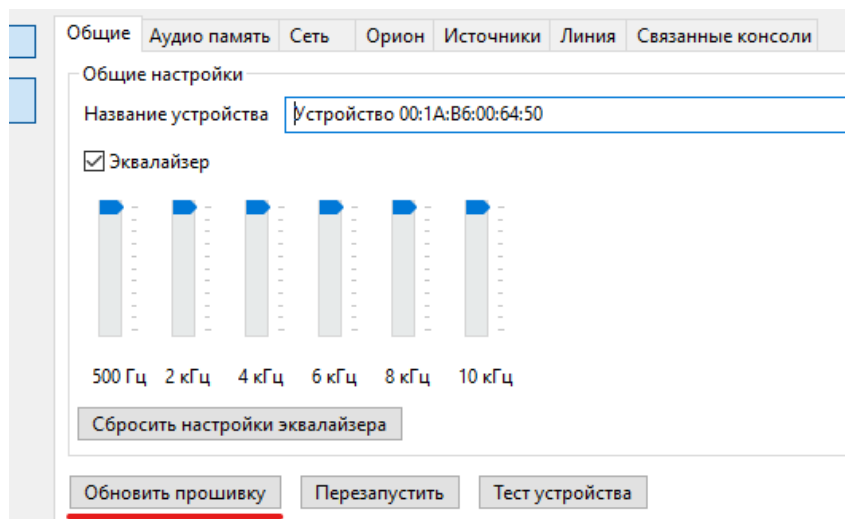 Общие Аудио память Сеть Орион Источники Линия Связанные консоли
Общие настройки
Название устройства Устройство 00:1A:B6:00:64:50
Эквалайзер
500 Гц 2 кГц 4 кГц 6 кГц 8 кГц 10 кГц
Сбросить настройки эквалайзера
Обновить прошивку Перезапустить Тест устройства